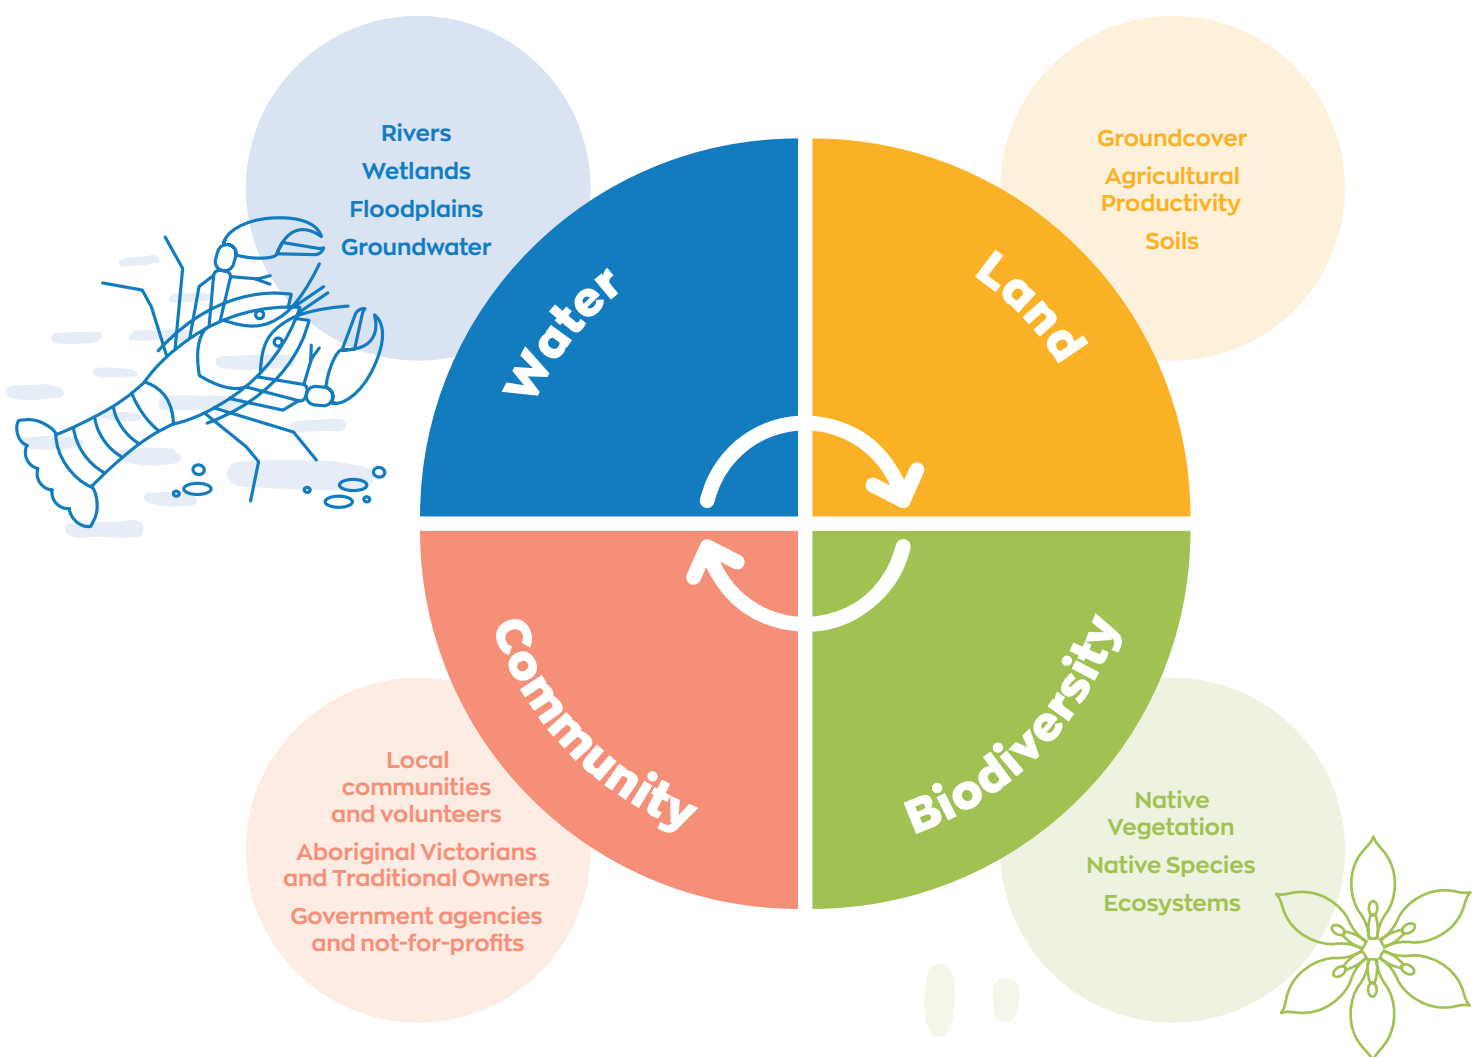 Rivers
Wetlands
Floodplains
Groundwater
Water
Groundcover
Agricultural
Productivity
Soils
Land
Community
Local
communities
and volunteers
Aboriginal Victorians
and Traditional Owners
Government agencies
and not-for-profits
Biodiversity
Native
Vegetation
Native Species
Ecosystems